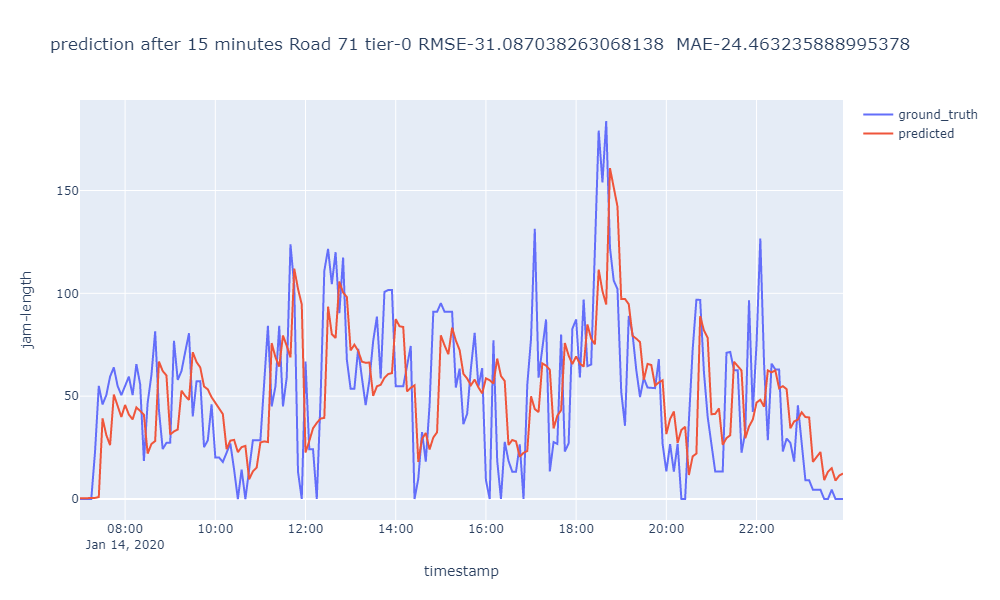 prediction after 15 minutes Road 71 tier-0 RMSE-31.087038263068138  MAE-24.463235888995378
ground_truth
predicted
150
100
50
0
jam-length
08:00 10:00 12:00 14:00 16:00 18:00 20:00 22:00
Jan 14, 2020
timestamp